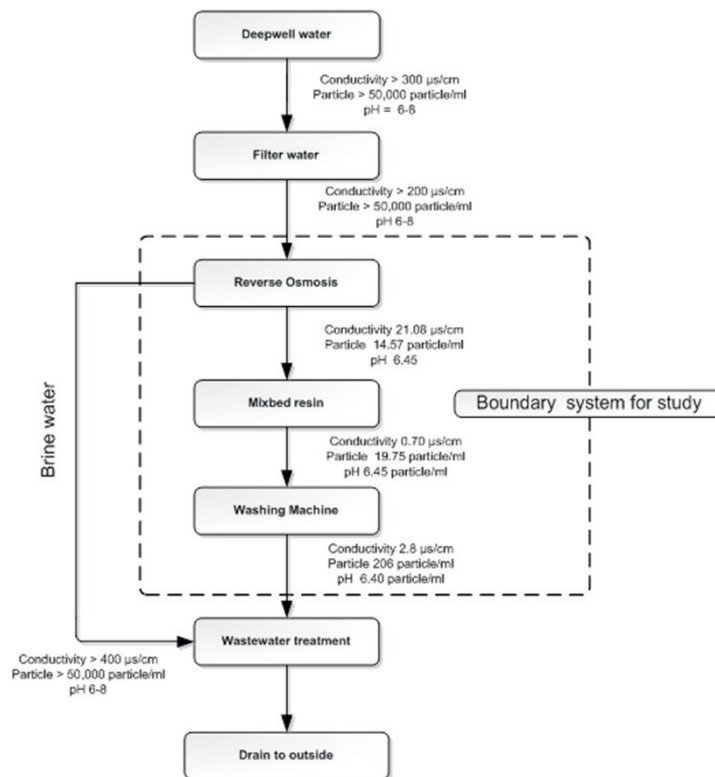 Deepwell water
Conductivity > 300 µs/cm
Particle > 50,000 particle/ml
pH = 6-8
Filter water
Conductivity > 200 µs/cm
Particle > 50,000 particle/ml
pH 6-8
Reverse Osmosis
Conductivity 21.08 µs/cm
Particle 14.57 particle/ml
pH 6.45
Mixbed resin
Boundary system for study
Conductivity 0.70 µs/cm
Particle 19.75 particle/ml
pH 6.45 particle/ml
Brine water
Washing Machine
Conductivity 2.8 µs/cm
Particle 206 particle/ml
pH 6.40 particle/ml
Wastewater treatment
Conductivity > 400 µs/cm
Particle > 50,000 particle/ml
pH 6-8
Drain to outside